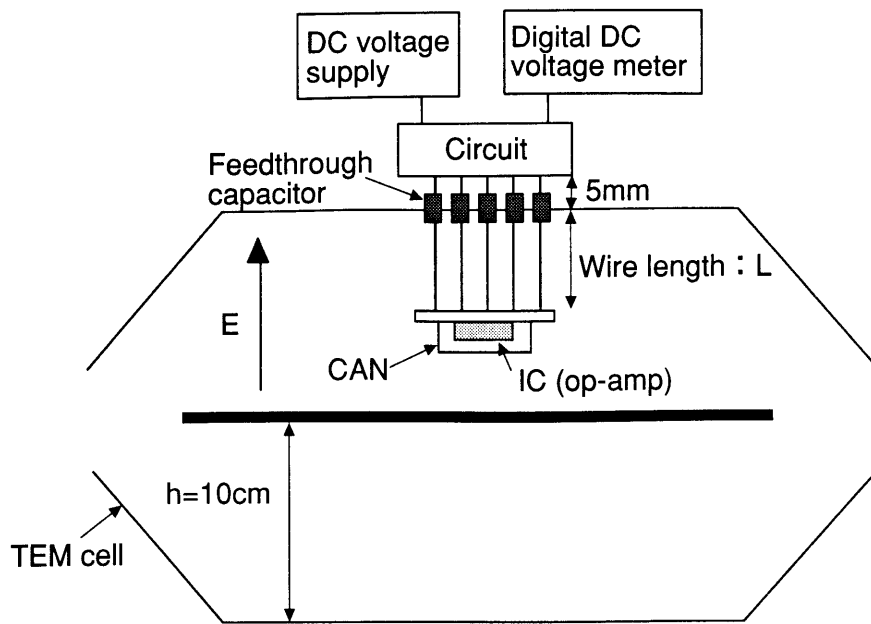 DC voltage
supply
Digital DC
voltage meter
Circuit
Feedthrough
capacitor
5mm
Wire length : L
E
CAN
IC (op-amp)
h=10cm
TEM cell